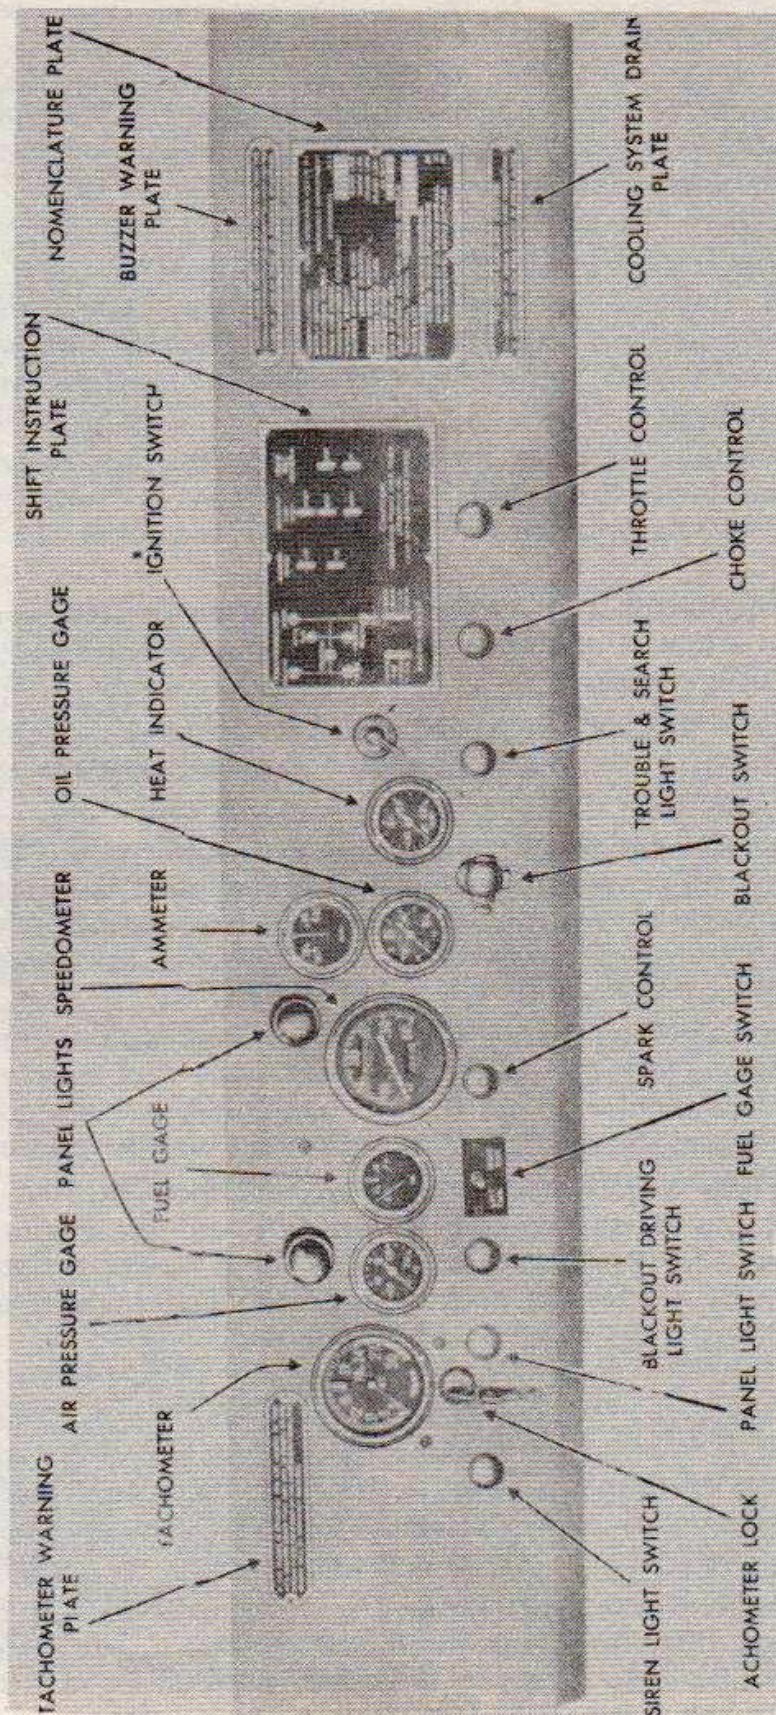 TACHOMETER WARNING
PLATE
AIR PRESSURE GAGE
PANEL LIGHTS
SPEEDOMETER
OIL PRESSURE GAGE
SHIFT INSTRUCTION
PLATE
NOMENCLATURE PLATE
TACHOMETER
FUEL GAGE
AMMETER
HEAT INDICATOR
IGNITION SWITCH
BUZZER WARNING
PLATE
SIREN LIGHT SWITCH
BLACKOUT DRIVING
LIGHT SWITCH
SPARK CONTROL
TROUBLE & SEARCH
LIGHT SWITCH
THROTTLE CONTROL
COOLING SYSTEM DRAIN
PLATE
ACHOMETER LOCK
PANEL LIGHT SWITCH
FUEL GAGE SWITCH
BLACKOUT SWITCH
CHOKE CONTROL